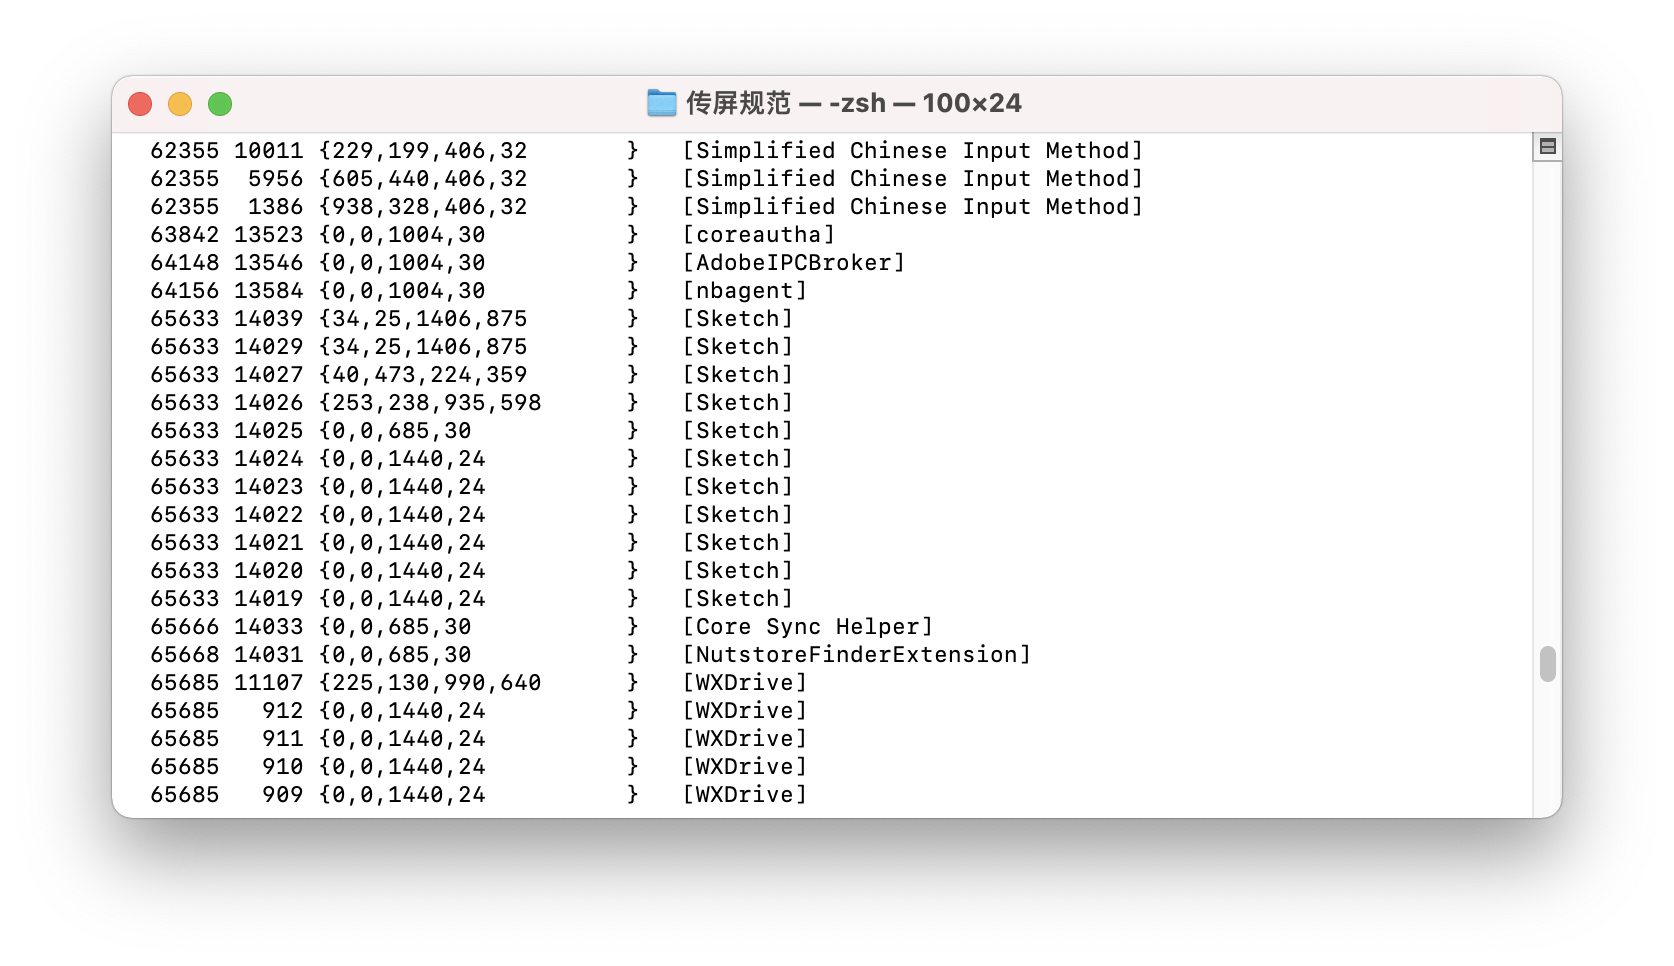 传屏规范 — -zsh — 100×24
62355 10011 {229,199,406,32       }   [Simplified Chinese Input Method]
62355  5956 {605,440,406,32       }   [Simplified Chinese Input Method]
62355  1386 {938,328,406,32       }   [Simplified Chinese Input Method]
63842 13523 {0,0,1004,30          }   [coreautha]
64148 13546 {0,0,1004,30          }   [AdobeIPCBroker]
64156 13584 {0,0,1004,30          }   [nbagent]
65633 14039 {34,25,1406,875       }   [Sketch]
65633 14029 {34,25,1406,875       }   [Sketch]
65633 14027 {40,473,224,359       }   [Sketch]
65633 14026 {253,238,935,598      }   [Sketch]
65633 14025 {0,0,685,30           }   [Sketch]
65633 14024 {0,0,1440,24          }   [Sketch]
65633 14023 {0,0,1440,24          }   [Sketch]
65633 14022 {0,0,1440,24          }   [Sketch]
65633 14021 {0,0,1440,24          }   [Sketch]
65633 14020 {0,0,1440,24          }   [Sketch]
65633 14019 {0,0,1440,24          }   [Sketch]
65666 14033 {0,0,685,30           }   [Core Sync Helper]
65668 14031 {0,0,685,30           }   [NutstoreFinderExtension]
65685 11107 {225,130,990,640      }   [WXDrive]
65685   912 {0,0,1440,24          }   [WXDrive]
65685   911 {0,0,1440,24          }   [WXDrive]
65685   910 {0,0,1440,24          }   [WXDrive]
65685   909 {0,0,1440,24          }   [WXDrive]